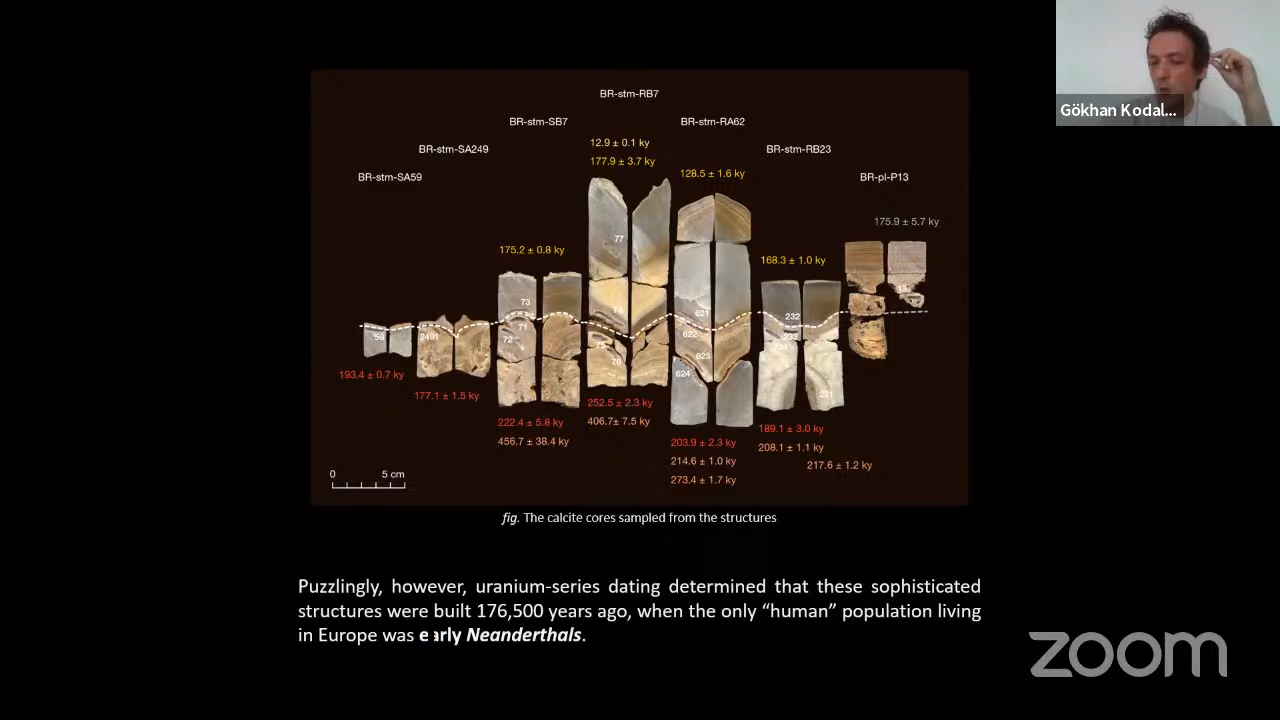 BR-stm-RB7
BR-stm-SB7
BR-stm-RA62
BR-stm-SA249
BR-stm-RB23
BR-stm-SA59
BR-pl-P13
12.9 ± 0.1 ky
177.9 ± 3.7 ky
128.5 ± 1.6 ky
175.9 ± 5.7 ky
175.2 ± 0.8 ky
168.3 ± 1.0 ky
77
73
71
72
59
2491
76
621
622
623
624
232
231
13
193.4 ± 0.7 ky
177.1 ± 1.5 ky
222.4 ± 5.8 ky
456.7 ± 38.4 ky
252.5 ± 2.3 ky
406.7± 7.5 ky
203.9 ± 2.3 ky
214.6 ± 1.0 ky
273.4 ± 1.7 ky
189.1 ± 3.0 ky
208.1 ± 1.1 ky
217.6 ± 1.2 ky
0 5 cm
fig. The calcite cores sampled from the structures
Puzzlingly, however, uranium-series dating determined that these sophisticated
structures were built 176,500 years ago, when the only “human” population living
in Europe was early Neanderthals.
Gökhan Kodal...
zoom